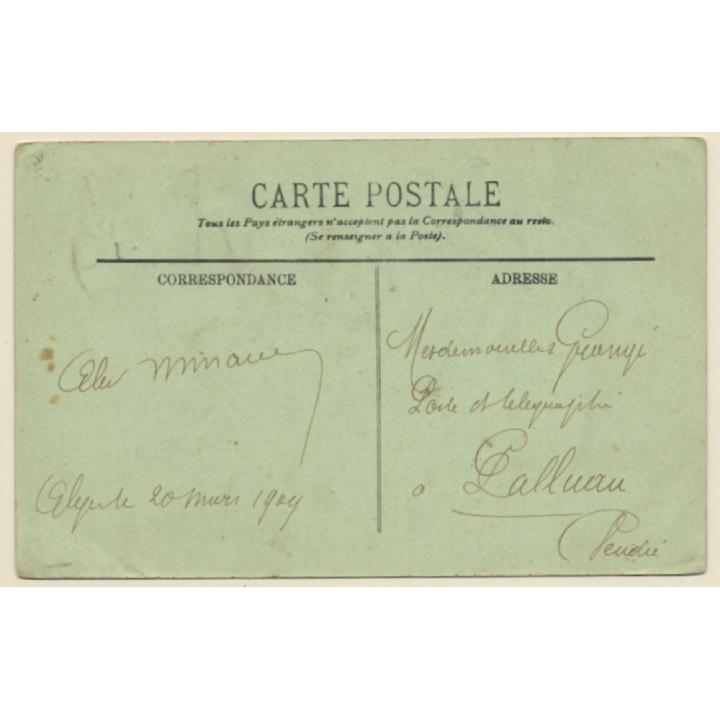 CARTE POSTALE
Tous les Pays étrangers n'acceptent pas la Correspondance au recto.
(Se renseigner a la Poste).
CORRESPONDANCE
20 mars 1909
ADRESSE
Mesdemoiselles
Poste et telegraphe
a Palluau
Vendée